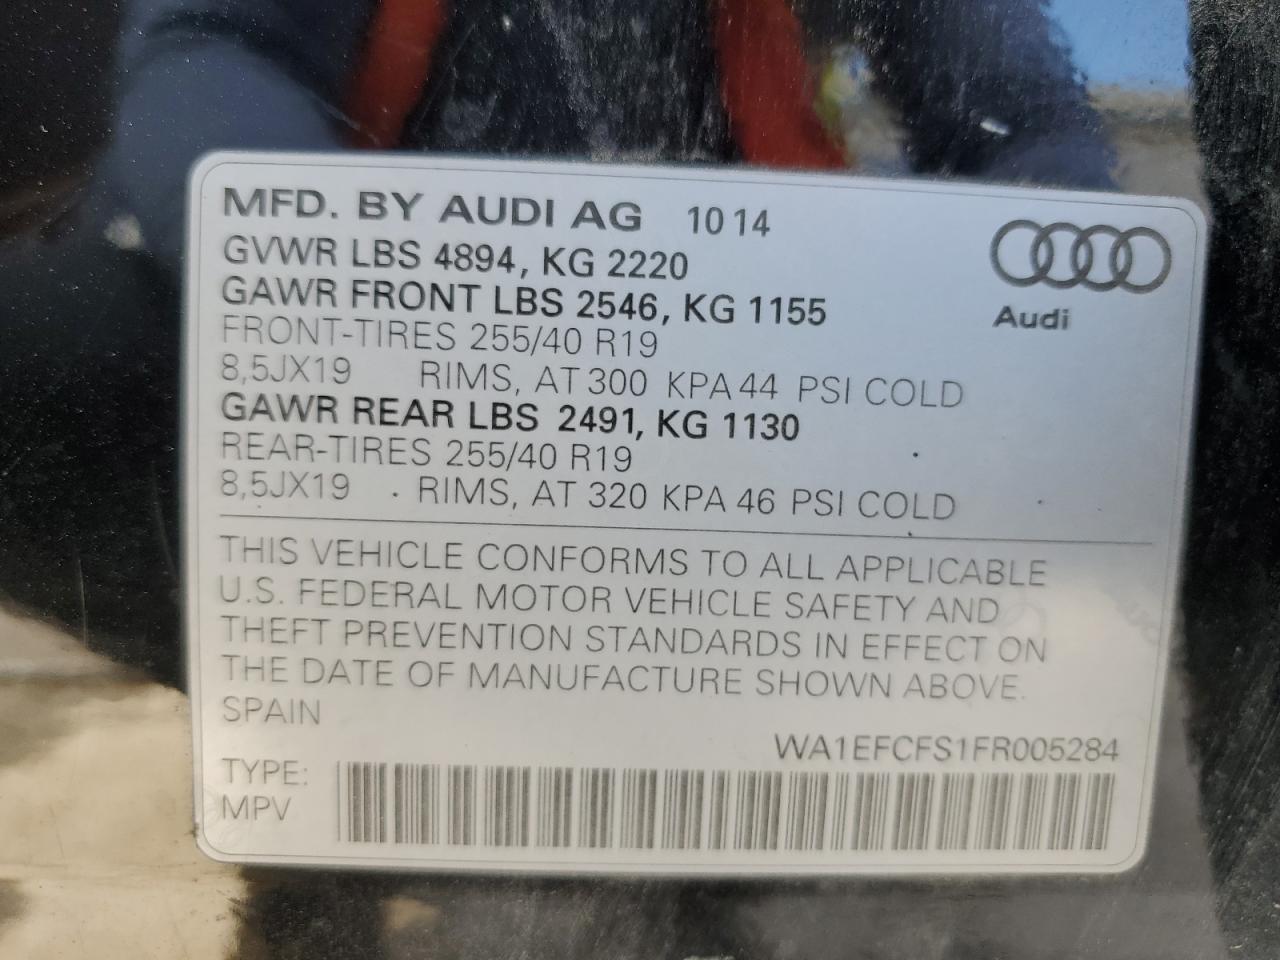 MFD. BY AUDI AG 10 14
GVWR LBS 4894, KG 2220
GAWR FRONT LBS 2546, KG 1155
FRONT-TIRES 255/40 R19
8,5JX19 RIMS, AT 300 KPA 44 PSI COLD
GAWR REAR LBS 2491, KG 1130
REAR-TIRES 255/40 R19
8,5JX19 RIMS, AT 320 KPA 46 PSI COLD
Audi
THIS VEHICLE CONFORMS TO ALL APPLICABLE
U.S. FEDERAL MOTOR VEHICLE SAFETY AND
THEFT PREVENTION STANDARDS IN EFFECT ON
THE DATE OF MANUFACTURE SHOWN ABOVE.
SPAIN
WA1EFCFS1FR005284
TYPE:
MPV